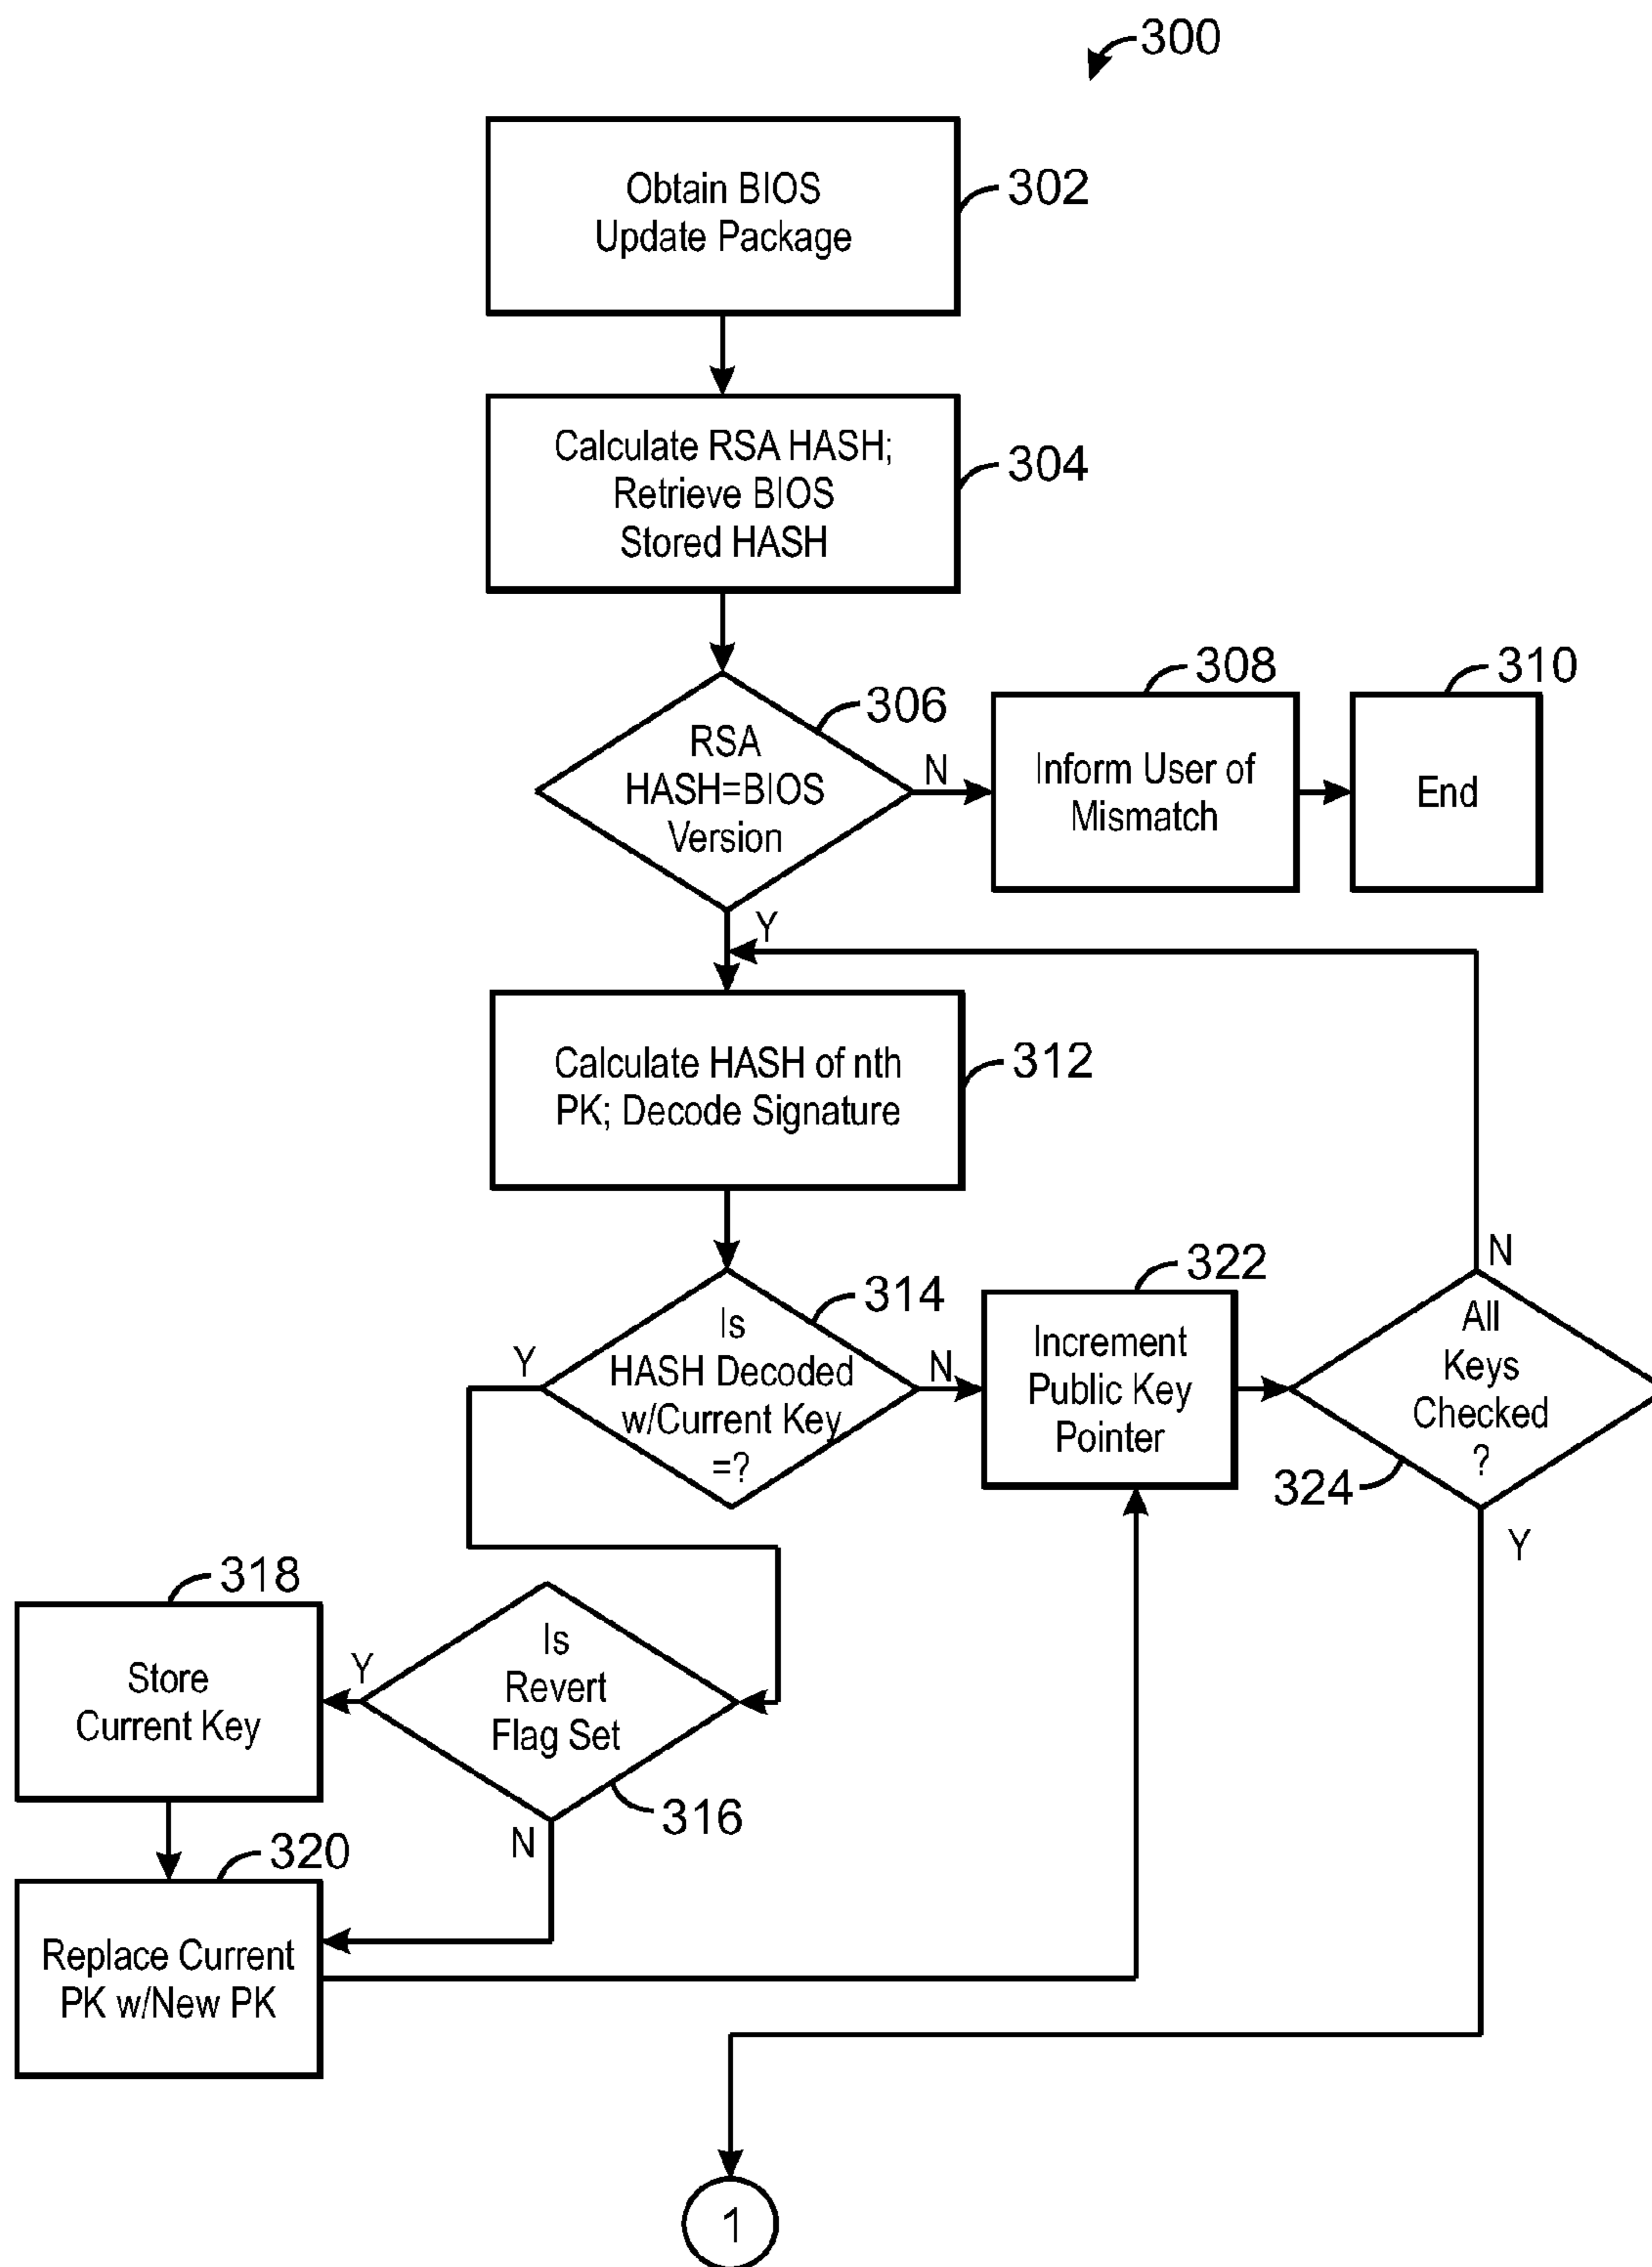 300
Obtain BIOS
Update Package
302
Calculate RSA HASH;
Retrieve BIOS
Stored HASH
304
RSA
HASH=BIOS
Version
306
N
Inform User of
Mismatch
308
End
310
Y
Calculate HASH of nth
PK; Decode Signature
312
Is
HASH Decoded
w/Current Key
=?
314
Y
N
Increment
Public Key
Pointer
322
All
Keys
Checked
?
324
N
Y
Is
Revert
Flag Set
316
Y
N
Store
Current Key
318
Replace Current
PK w/New PK
320
1